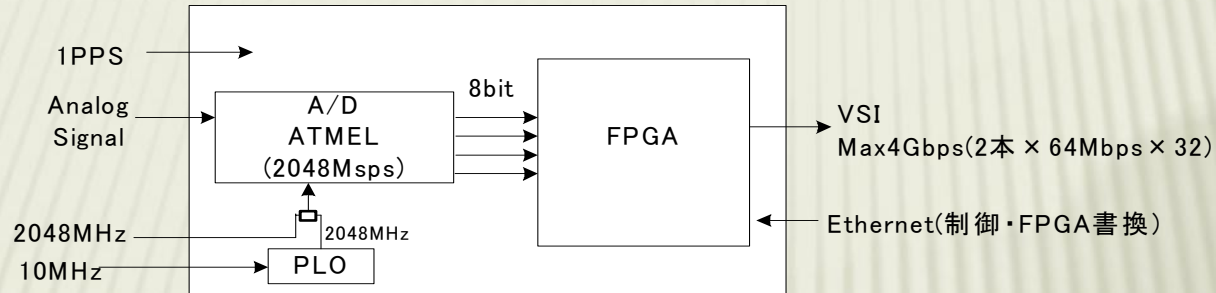 1PPS
Analog
Signal
2048MHz
10MHz
A/D
ATMEL
(2048Msps)
2048MHz
PLO
8bit
FPGA
VSI
Max4Gbps(2本×64Mbps×32)
Ethernet(制御・FPGA書換)